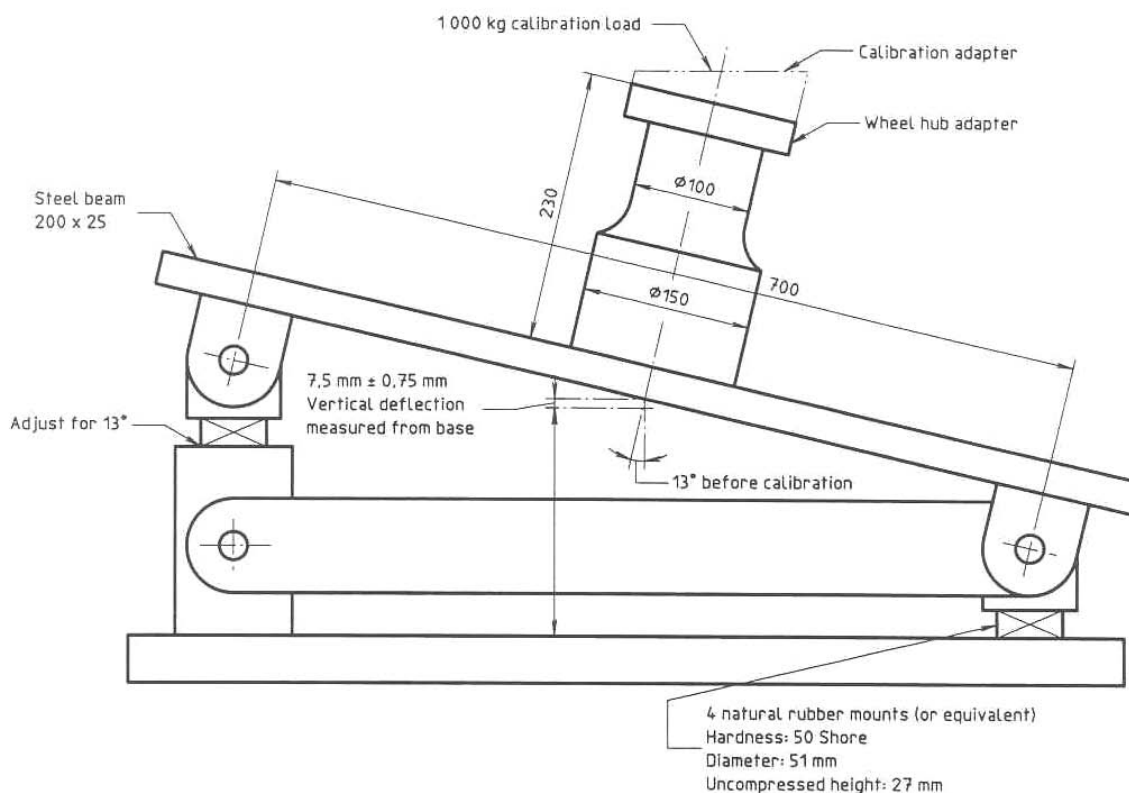 1 000 kg calibration load
Calibration adapter
Wheel hub adapter
Steel beam
200 x 25
230
ø100
700
ø150
7,5 mm ± 0,75 mm
Vertical deflection
measured from base
Adjust for 13°
13° before calibration
4 natural rubber mounts (or equivalent)
Hardness: 50 Shore
Diameter: 51 mm
Uncompressed height: 27 mm